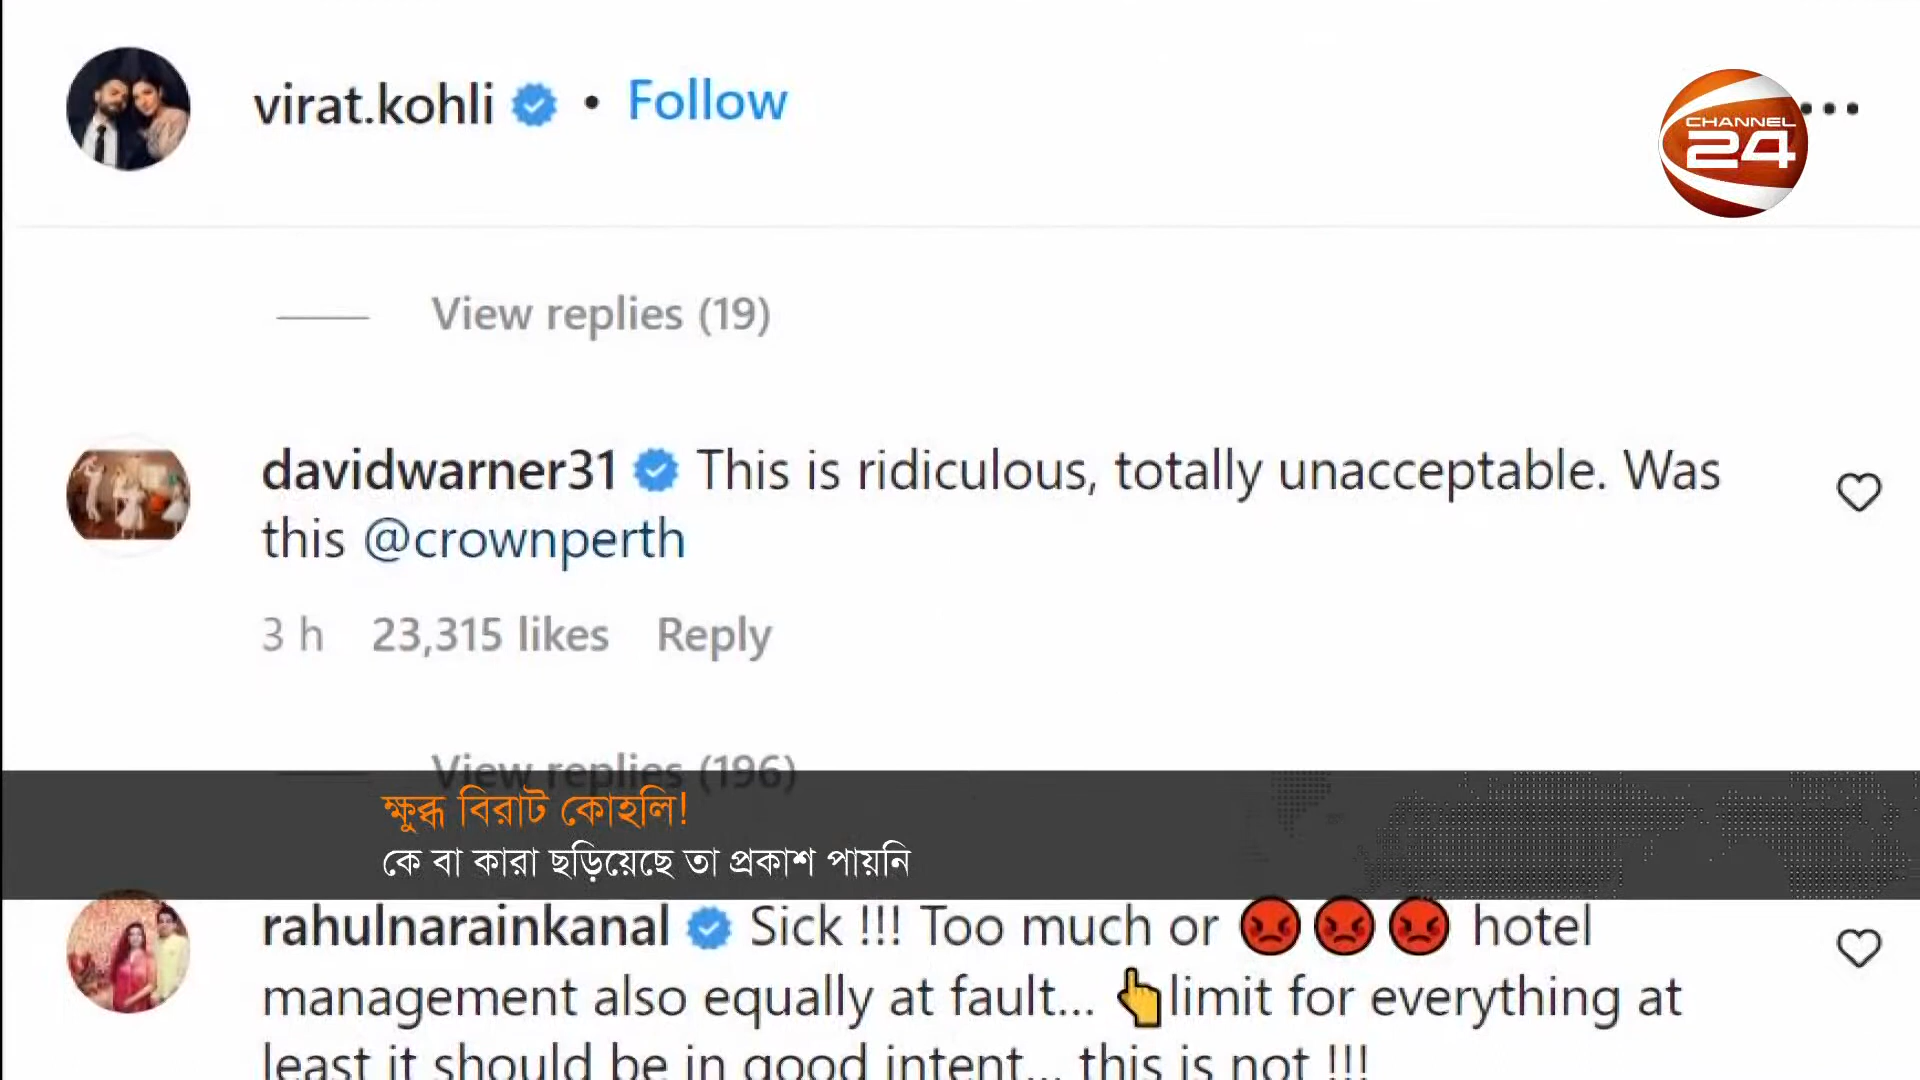 virat.kohli • Follow
CHANNEL
24
View replies (19)
davidwarner31 This is ridiculous, totally unacceptable. Was
this @crownperth
3 h 23,315 likes Reply
View replies (196)
ক্ষুব্ধ বিরাট কোহলি!
কে বা কারা ছড়িয়েছে তা প্রকাশ পায়নি
rahulnarainkanal Sick !!! Too much or 😡😡😡 hotel
management also equally at fault... 👆limit for everything at
least it should be in good intent... this is not !!!